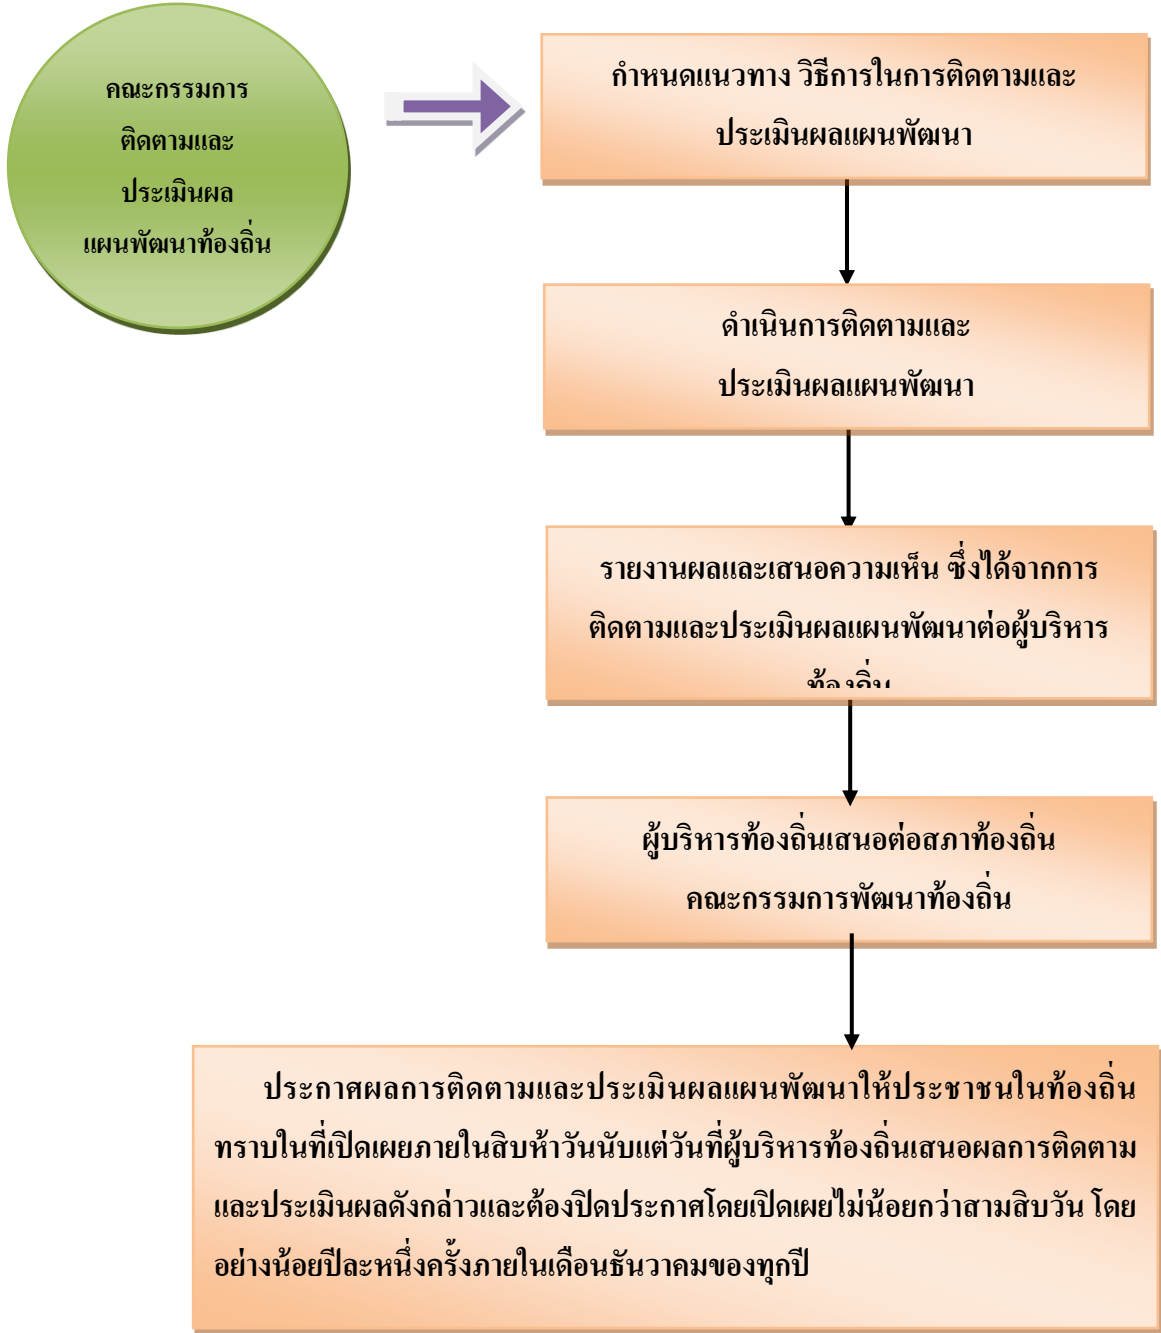 คณะกรรมการ
ติดตามและ
ประเมินผล
แผนพัฒนาท้องถิ่น
กำหนดแนวทาง วิธีการในการติดตามและ
ประเมินผลแผนพัฒนา
ดำเนินการติดตามและ
ประเมินผลแผนพัฒนา
รายงานผลและเสนอความเห็น ซึ่งได้จากการ
ติดตามและประเมินผลแผนพัฒนาต่อผู้บริหาร
ท้องถิ่น
ผู้บริหารท้องถิ่นเสนอต่อสภาท้องถิ่น
คณะกรรมการพัฒนาท้องถิ่น
ประกาศผลการติดตามและประเมินผลแผนพัฒนาให้ประชาชนในท้องถิ่น
ทราบในที่เปิดเผยภายในสิบห้าวันนับแต่วันที่ผู้บริหารท้องถิ่นเสนอผลการติดตาม
และประเมินผลดังกล่าวและต้องปิดประกาศโดยเปิดเผยไม่น้อยกว่าสามสิบวัน โดย
อย่างน้อยปีละหนึ่งครั้งภายในเดือนธันวาคมของทุกปี